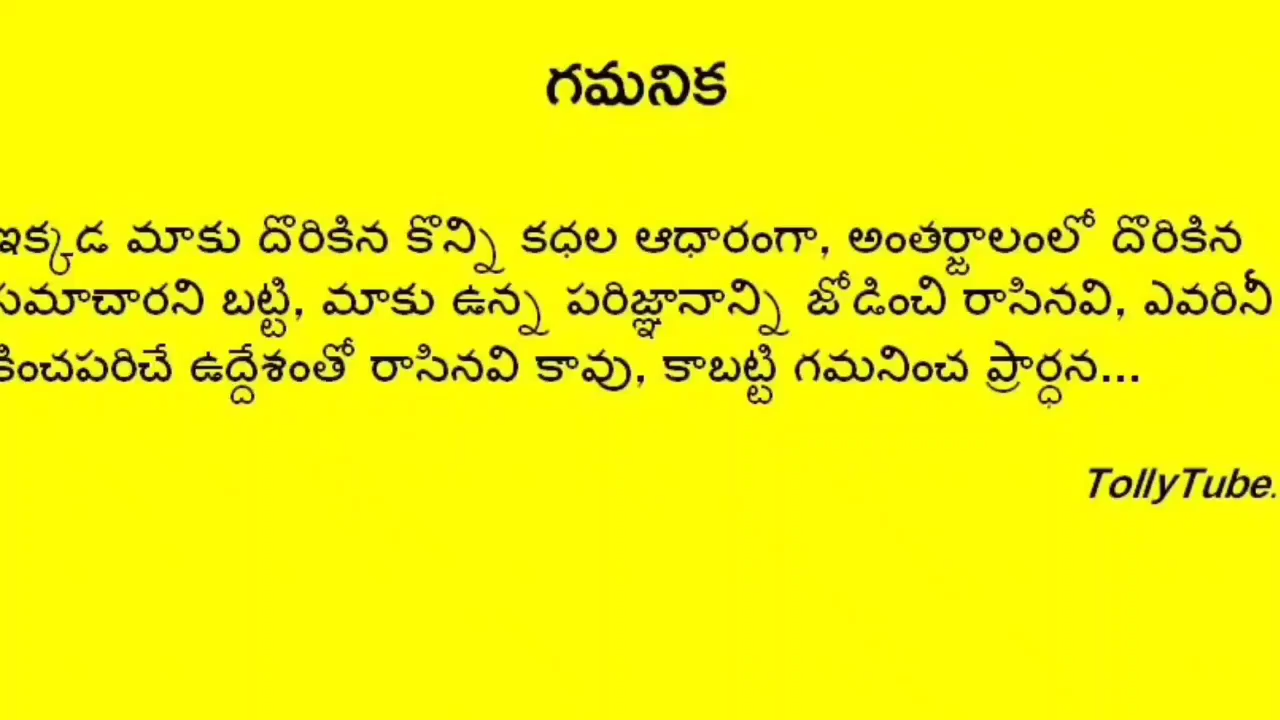 గమనిక
ఇక్కడ మాకు దొరికిన కొన్ని కధల ఆధారంగా, అంతర్జాలంలో దొరికిన
సమాచారని బట్టి, మాకు ఉన్న పరిజ్ఞానాన్ని జోడించి రాసినవి, ఎవరినీ
కించపరిచే ఉద్దేశంతో రాసినవి కావు, కాబట్టి గమనించ ప్రార్ధన...
TollyTube.